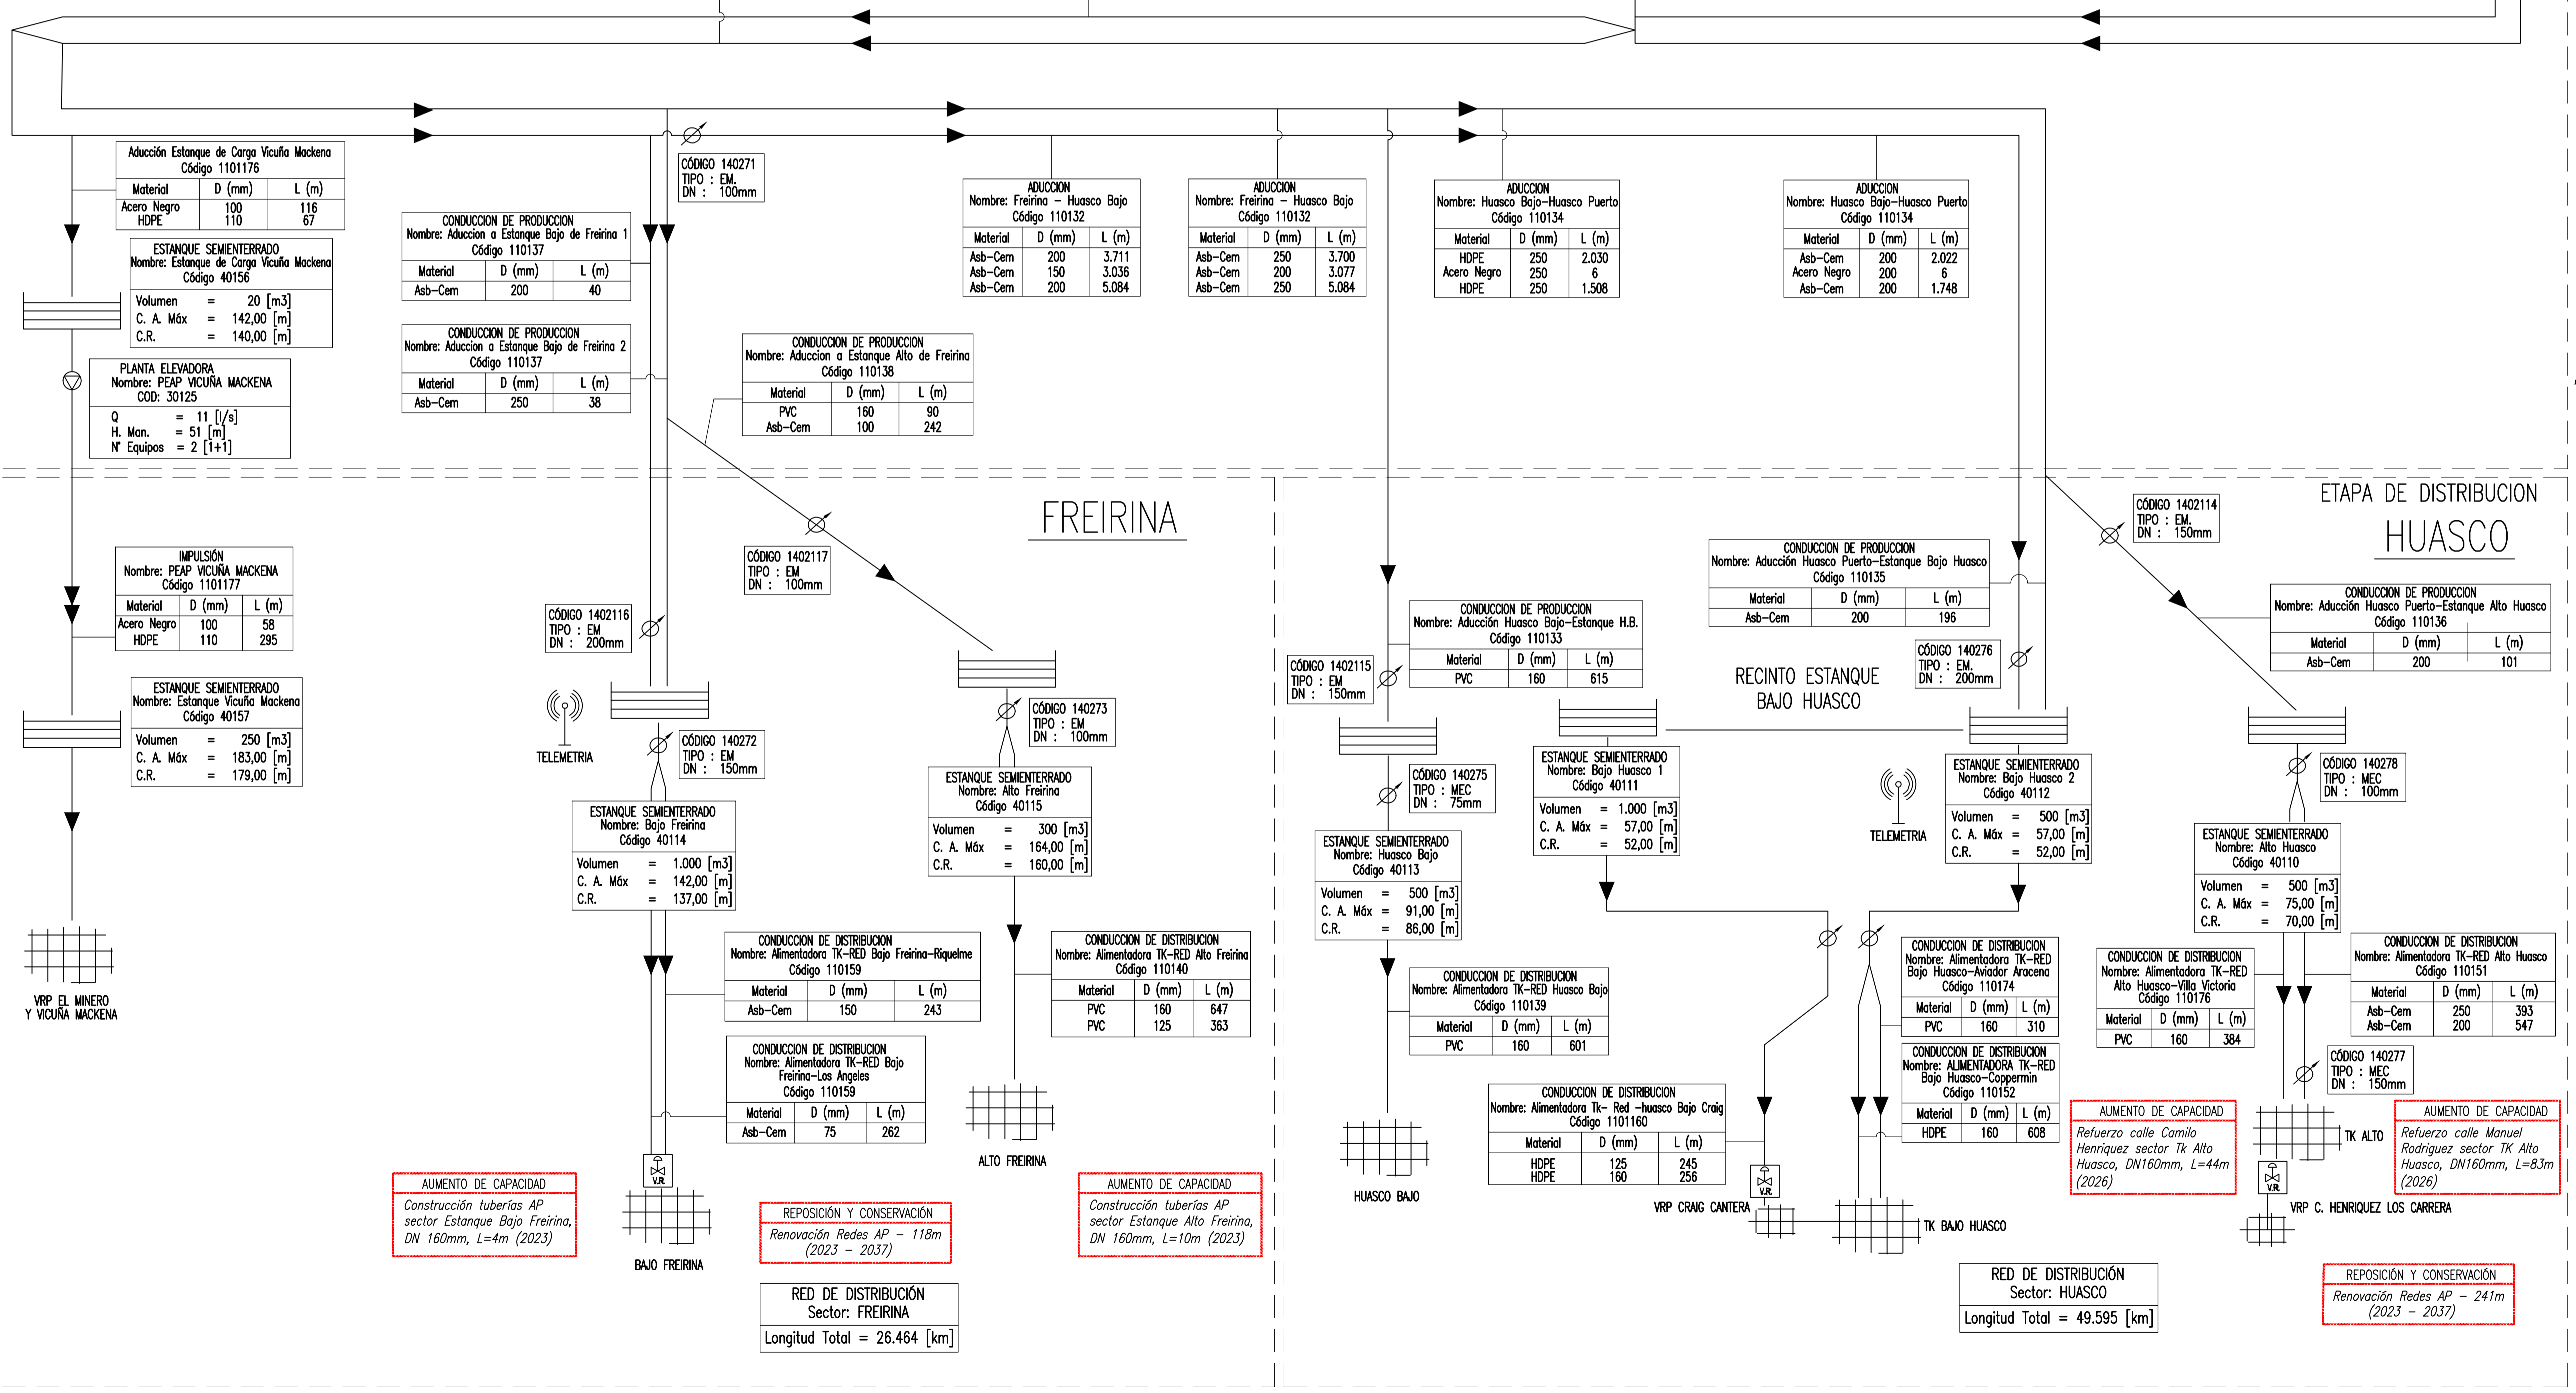 Aducción Estanque de Carga Vicuña Mackena
Código 1101176
Material D (mm) L (m)
Acero Negro 100 116
HDPE 110 67
ESTANQUE SEMIENTERRADO
Nombre: Estanque de Carga Vicuña Mackena
Código 40156
Volumen = 20 [m3]
C. A. Máx = 142,00 [m]
C.R. = 140,00 [m]
PLANTA ELEVADORA
Nombre: PEAP VICUÑA MACKENA
COD: 30125
Q = 11 [l/s]
H. Man. = 51 [m]
N° Equipos = 2 [1+1]
CONDUCCION DE PRODUCCION
Nombre: Aduccion a Estanque Bajo de Freirina 1
Código 110137
Material D (mm) L (m)
Asb-Cem 200 40
CONDUCCION DE PRODUCCION
Nombre: Aduccion a Estanque Bajo de Freirina 2
Código 110137
Material D (mm) L (m)
Asb-Cem 250 38
CÓDIGO 140271
TIPO : EM.
DN : 100mm
CONDUCCION DE PRODUCCION
Nombre: Aduccion a Estanque Alto de Freirina
Código 110138
Material D (mm) L (m)
PVC 160 90
Asb-Cem 100 242
ADUCCION
Nombre: Freirina - Huasco Bajo
Código 110132
Material D (mm) L (m)
Asb-Cem 200 3.711
Asb-Cem 150 3.036
Asb-Cem 200 5.084
ADUCCION
Nombre: Freirina - Huasco Bajo
Código 110132
Material D (mm) L (m)
Asb-Cem 250 3.700
Asb-Cem 200 3.077
Asb-Cem 250 5.084
ADUCCION
Nombre: Huasco Bajo-Huasco Puerto
Código 110134
Material D (mm) L (m)
HDPE 250 2.030
Acero Negro 250 6
HDPE 250 1.508
ADUCCION
Nombre: Huasco Bajo-Huasco Puerto
Código 110134
Material D (mm) L (m)
Asb-Cem 200 2.022
Acero Negro 200 6
Asb-Cem 200 1.748
FREIRINA
ETAPA DE DISTRIBUCION
HUASCO
IMPULSIÓN
Nombre: PEAP VICUÑA MACKENA
Código 1101177
Material D (mm) L (m)
Acero Negro 100 58
HDPE 110 295
ESTANQUE SEMIENTERRADO
Nombre: Estanque Vicuña Mackena
Código 40157
Volumen = 250 [m3]
C. A. Máx = 183,00 [m]
C.R. = 179,00 [m]
VRP EL MINERO
Y VICUÑA MACKENA
CÓDIGO 1402116
TIPO : EM
DN : 200mm
TELEMETRIA
CÓDIGO 140272
TIPO : EM
DN : 150mm
ESTANQUE SEMIENTERRADO
Nombre: Bajo Freirina
Código 40114
Volumen = 1.000 [m3]
C. A. Máx = 142,00 [m]
C.R. = 137,00 [m]
CÓDIGO 1402117
TIPO : EM
DN : 100mm
CÓDIGO 140273
TIPO : EM
DN : 100mm
ESTANQUE SEMIENTERRADO
Nombre: Alto Freirina
Código 40115
Volumen = 300 [m3]
C. A. Máx = 164,00 [m]
C.R. = 160,00 [m]
CONDUCCION DE DISTRIBUCION
Nombre: Alimentadora TK-RED Bajo Freirina-Riquelme
Código 110159
Material D (mm) L (m)
Asb-Cem 150 243
CONDUCCION DE DISTRIBUCION
Nombre: Alimentadora TK-RED Bajo
Freirina-Los Angeles
Código 110159
Material D (mm) L (m)
Asb-Cem 75 262
CONDUCCION DE DISTRIBUCION
Nombre: Alimentadora TK-RED Alto Freirina
Código 110140
Material D (mm) L (m)
PVC 160 647
PVC 125 363
ALTO FREIRINA
V.R.
BAJO FREIRINA
AUMENTO DE CAPACIDAD
Construcción tuberías AP
sector Estanque Bajo Freirina,
DN 160mm, L=4m (2023)
REPOSICIÓN Y CONSERVACIÓN
Renovación Redes AP - 118m
(2023 - 2037)
AUMENTO DE CAPACIDAD
Construcción tuberías AP
sector Estanque Alto Freirina,
DN 160mm, L=10m (2023)
RED DE DISTRIBUCIÓN
Sector: FREIRINA
Longitud Total = 26.464 [km]
CÓDIGO 1402115
TIPO : EM
DN : 150mm
CONDUCCION DE PRODUCCION
Nombre: Aducción Huasco Bajo-Estanque H.B.
Código 110133
Material D (mm) L (m)
PVC 160 615
CÓDIGO 140275
TIPO : MEC
DN : 75mm
ESTANQUE SEMIENTERRADO
Nombre: Huasco Bajo
Código 40113
Volumen = 500 [m3]
C. A. Máx = 91,00 [m]
C.R. = 86,00 [m]
CONDUCCION DE DISTRIBUCION
Nombre: Alimentadora TK-RED Huasco Bajo
Código 110139
Material D (mm) L (m)
PVC 160 601
HUASCO BAJO
CONDUCCION DE PRODUCCION
Nombre: Aducción Huasco Puerto-Estanque Bajo Huasco
Código 110135
Material D (mm) L (m)
Asb-Cem 200 196
RECINTO ESTANQUE
BAJO HUASCO
CÓDIGO 140276
TIPO : EM.
DN : 200mm
ESTANQUE SEMIENTERRADO
Nombre: Bajo Huasco 1
Código 40111
Volumen = 1.000 [m3]
C. A. Máx = 57,00 [m]
C.R. = 52,00 [m]
TELEMETRIA
ESTANQUE SEMIENTERRADO
Nombre: Bajo Huasco 2
Código 40112
Volumen = 500 [m3]
C. A. Máx = 57,00 [m]
C.R. = 52,00 [m]
CONDUCCION DE DISTRIBUCION
Nombre: Alimentadora TK-RED
Bajo Huasco-Aviador Aracena
Código 110174
Material D (mm) L (m)
PVC 160 310
CONDUCCION DE DISTRIBUCION
Nombre: ALIMENTADORA TK-RED
Bajo Huasco-Coppermin
Código 110152
Material D (mm) L (m)
HDPE 160 608
CONDUCCION DE DISTRIBUCION
Nombre: Alimentadora Tk- Red -huasco Bajo Craig
Código 1101160
Material D (mm) L (m)
HDPE 125 245
HDPE 160 256
V.R.
VRP CRAIG CANTERA
TK BAJO HUASCO
CÓDIGO 1402114
TIPO : EM.
DN : 150mm
CONDUCCION DE PRODUCCION
Nombre: Aducción Huasco Puerto-Estanque Alto Huasco
Código 110136
Material D (mm) L (m)
Asb-Cem 200 101
CÓDIGO 140278
TIPO : MEC
DN : 100mm
ESTANQUE SEMIENTERRADO
Nombre: Alto Huasco
Código 40110
Volumen = 500 [m3]
C. A. Máx = 75,00 [m]
C.R. = 70,00 [m]
CONDUCCION DE DISTRIBUCION
Nombre: Alimentadora TK-RED
Alto Huasco-Villa Victoria
Código 110176
Material D (mm) L (m)
PVC 160 384
CONDUCCION DE DISTRIBUCION
Nombre: Alimentadora TK-RED Alto Huasco
Código 110151
Material D (mm) L (m)
Asb-Cem 250 393
Asb-Cem 200 547
CÓDIGO 140277
TIPO : MEC
DN : 150mm
AUMENTO DE CAPACIDAD
Refuerzo calle Camilo
Henriquez sector Tk Alto
Huasco, DN160mm, L=44m
(2026)
TK ALTO
V.R.
VRP C. HENRIQUEZ LOS CARRERA
AUMENTO DE CAPACIDAD
Refuerzo calle Manuel
Rodríguez sector TK Alto
Huasco, DN160mm, L=83m
(2026)
RED DE DISTRIBUCIÓN
Sector: HUASCO
Longitud Total = 49.595 [km]
REPOSICIÓN Y CONSERVACIÓN
Renovación Redes AP - 241m
(2023 - 2037)